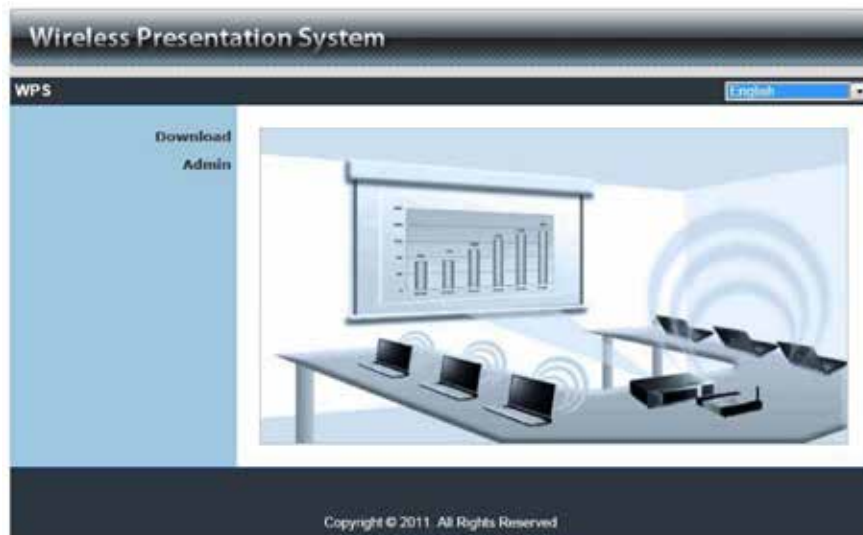 Wireless Presentation System
WPS
English
Download
Admin
Copyright © 2011 All Rights Reserved